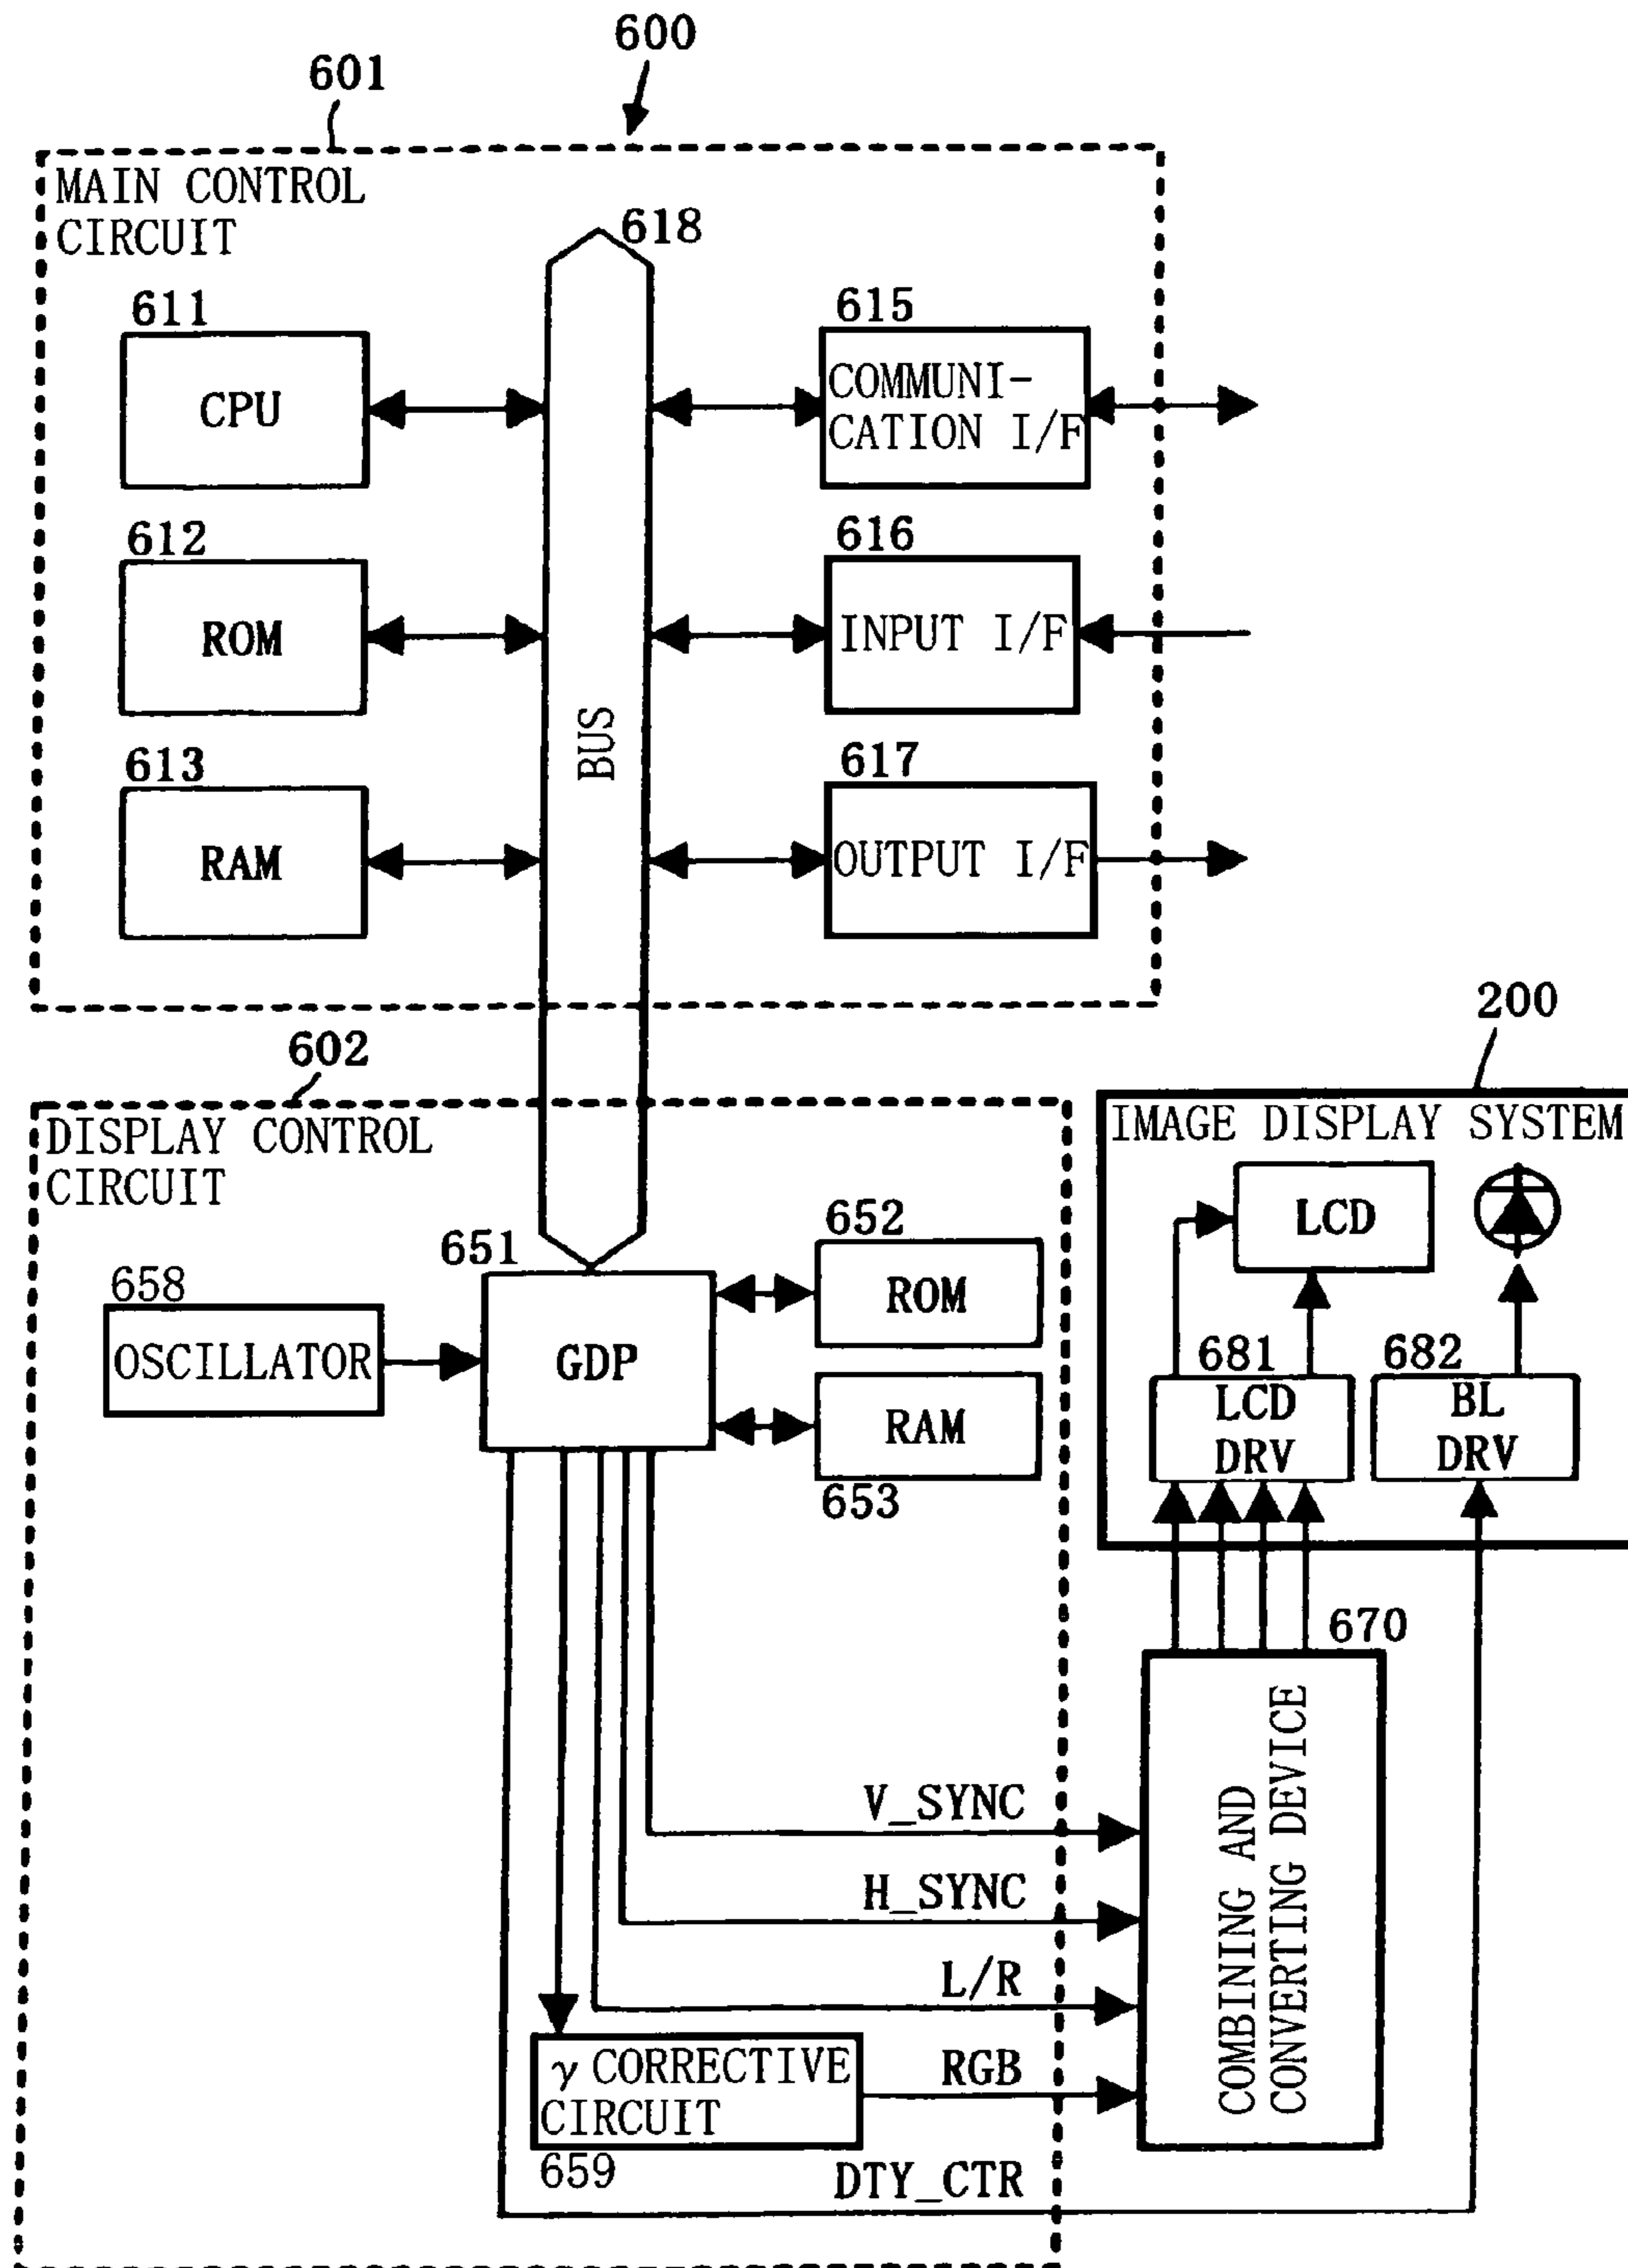 600
601
MAIN CONTROL
CIRCUIT
618
611
CPU
615
COMMUNI-
CATION I/F
612
ROM
616
INPUT I/F
BUS
613
RAM
617
OUTPUT I/F
200
602
DISPLAY CONTROL
CIRCUIT
IMAGE DISPLAY SYSTEM
LCD
651
652
ROM
658
OSCILLATOR
GDP
RAM
653
681
LCD
DRV
682
BL
DRV
670
COMBINING AND
CONVERTING DEVICE
V_SYNC
H_SYNC
L/R
γ CORRECTIVE
CIRCUIT
RGB
659
DTY_CTR